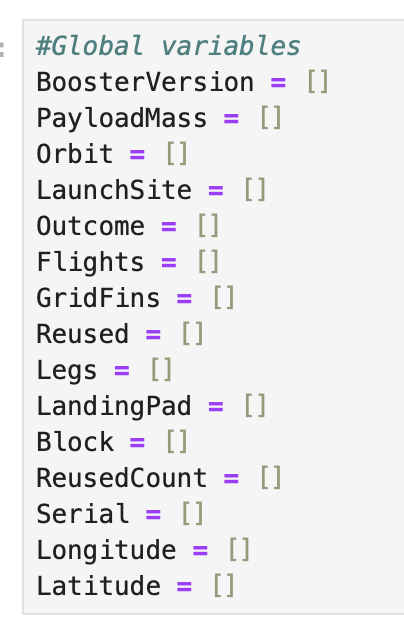 :
#Global variables
BoosterVersion = []
PayloadMass = []
Orbit = []
LaunchSite = []
Outcome = []
Flights = []
GridFins = []
Reused = []
Legs = []
LandingPad = []
Block = []
ReusedCount = []
Serial = []
Longitude = []
Latitude = []